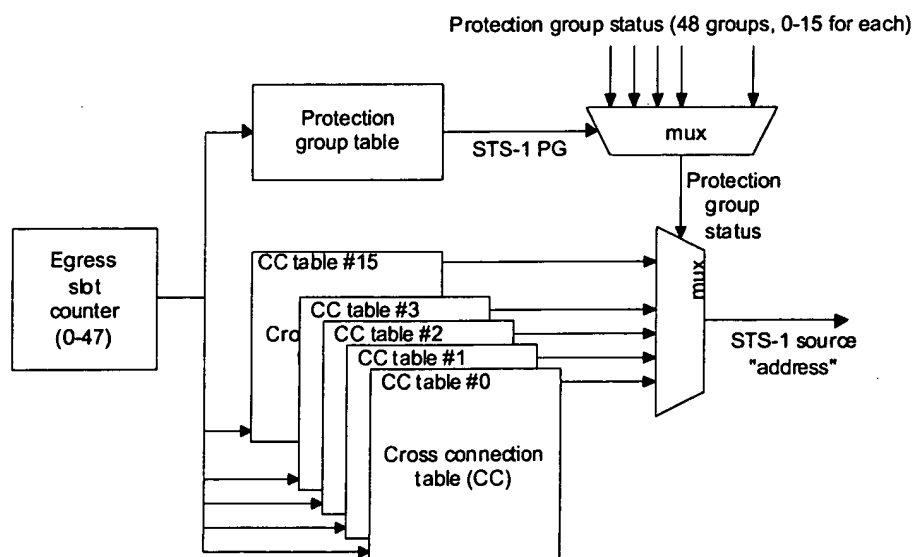 Protection group status (48 groups, 0-15 for each)
Protection
group table
STS-1 PG
mux
Protection
group
status
Egress
slot
counter
(0-47)
CC table #15
Cro
CC table #3
CC table #2
CC table #1
CC table #0
Cross connection
table (CC)
mux
STS-1 source
"address"